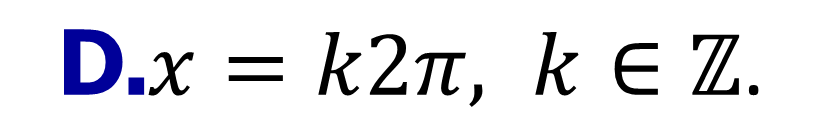 D. x = k2π, k ∈ ℤ.